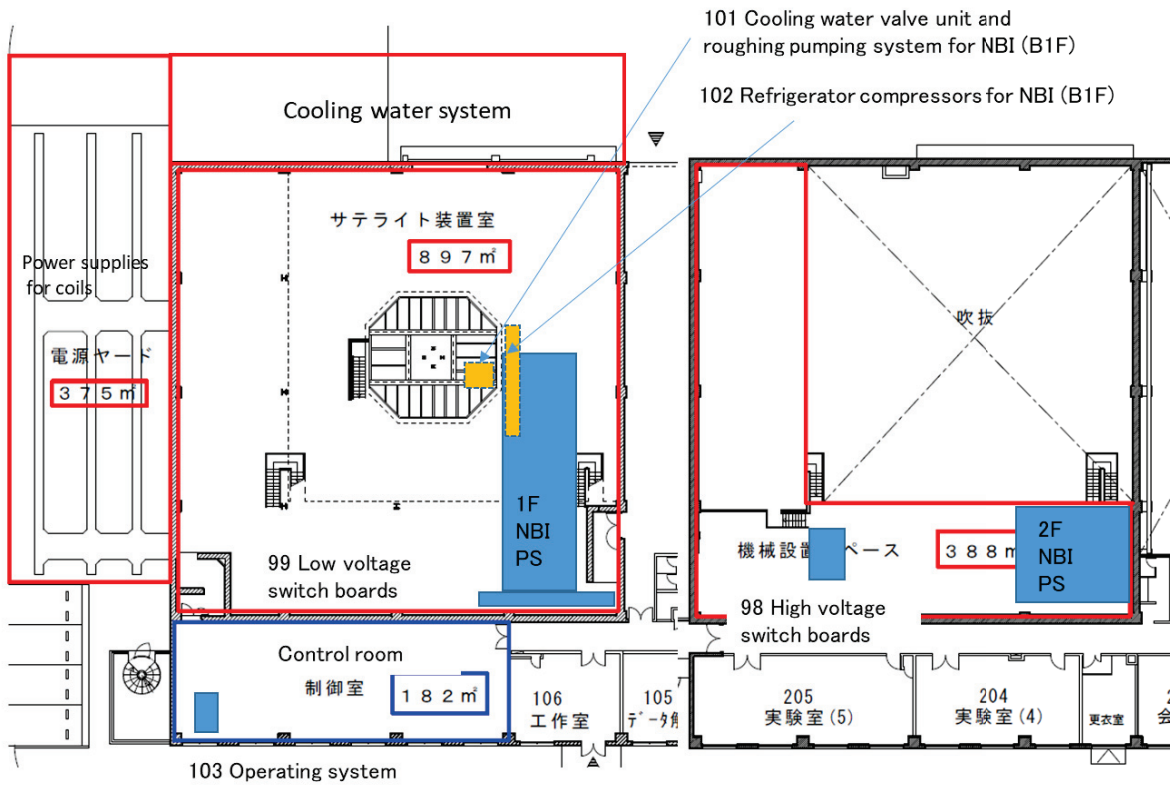 101 Cooling water valve unit and
roughing pumping system for NBI (B1F)
102 Refrigerator compressors for NBI (B1F)
Cooling water system
サテライト装置室
897㎡
Power supplies
for coils
電源ヤード
375㎡
吹抜
1F
NBI
PS
99 Low voltage
switch boards
機械設置
ペース
388㎡
2F
NBI
PS
98 High voltage
switch boards
Control room
制御室
182㎡
106
工作室
105
データ解
205
実験室(5)
204
実験室(4)
更衣室
2
会
103 Operating system